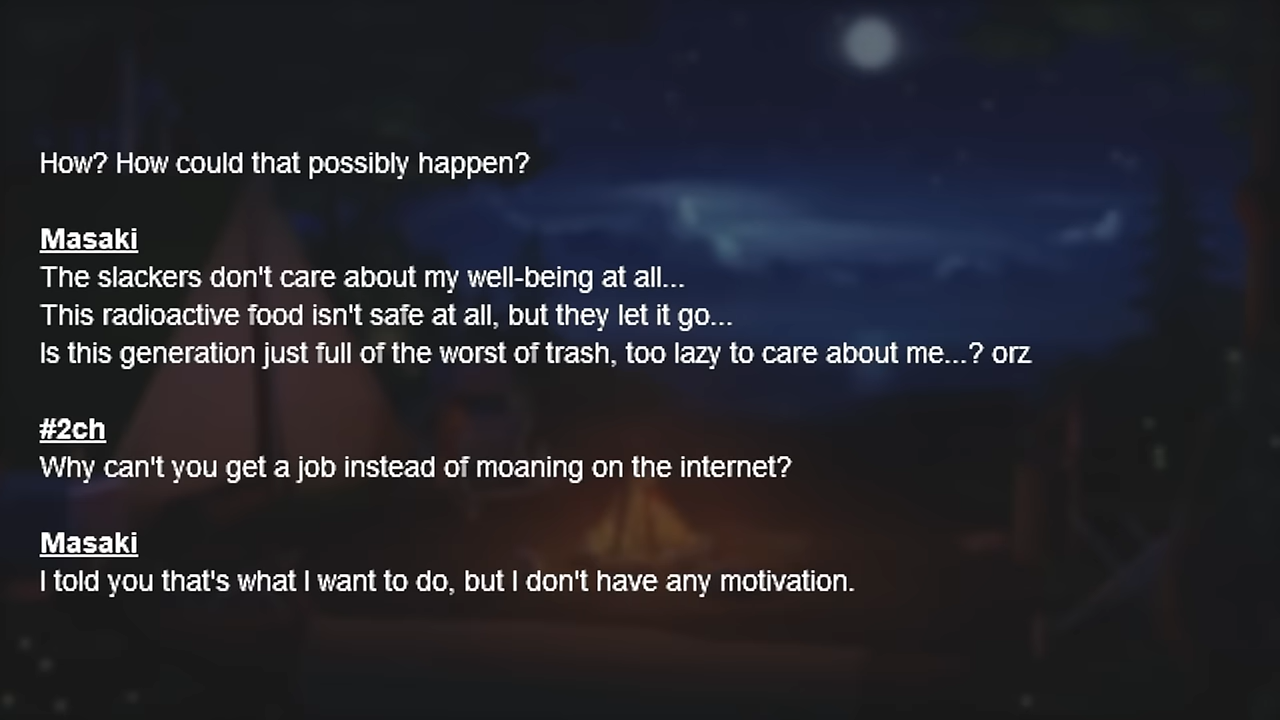 How? How could that possibly happen?
Masaki
The slackers don't care about my well-being at all...
This radioactive food isn't safe at all, but they let it go...
Is this generation just full of the worst of trash, too lazy to care about me...? orz
#2ch
Why can't you get a job instead of moaning on the internet?
Masaki
I told you that's what I want to do, but I don't have any motivation.